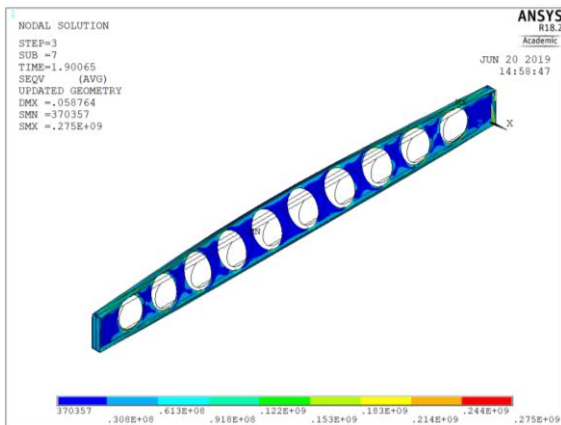 1
NODAL SOLUTION
STEP=3
SUB =7
TIME=1.90065
SEQV (AVG)
UPDATED GEOMETRY
DMX =.058764
SMN =370357
SMX =.275E+09
ANSYS
R18.2
Academic
JUN 20 2019
14:58:47
X
370357 .613E+08 .122E+09 .183E+09 .244E+09
.308E+08 .918E+08 .153E+09 .214E+09 .275E+09